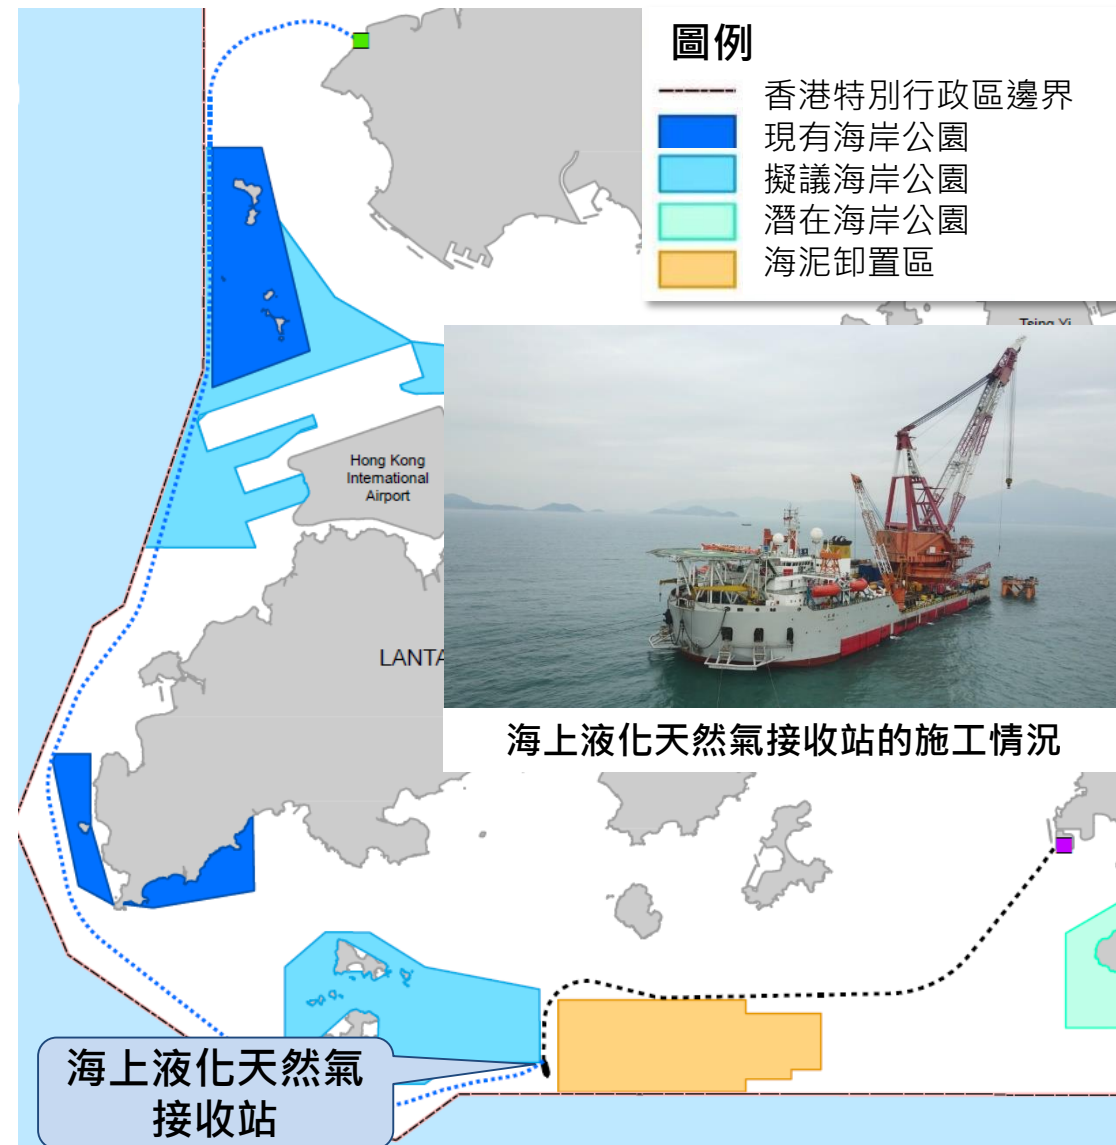 圖例
香港特別行政區邊界
現有海岸公園
擬議海岸公園
潛在海岸公園
海泥卸置區
Tsing Yi
Hong Kong
International
Airport
LANTA
海上液化天然氣接收站的施工情況
海上液化天然氣
接收站